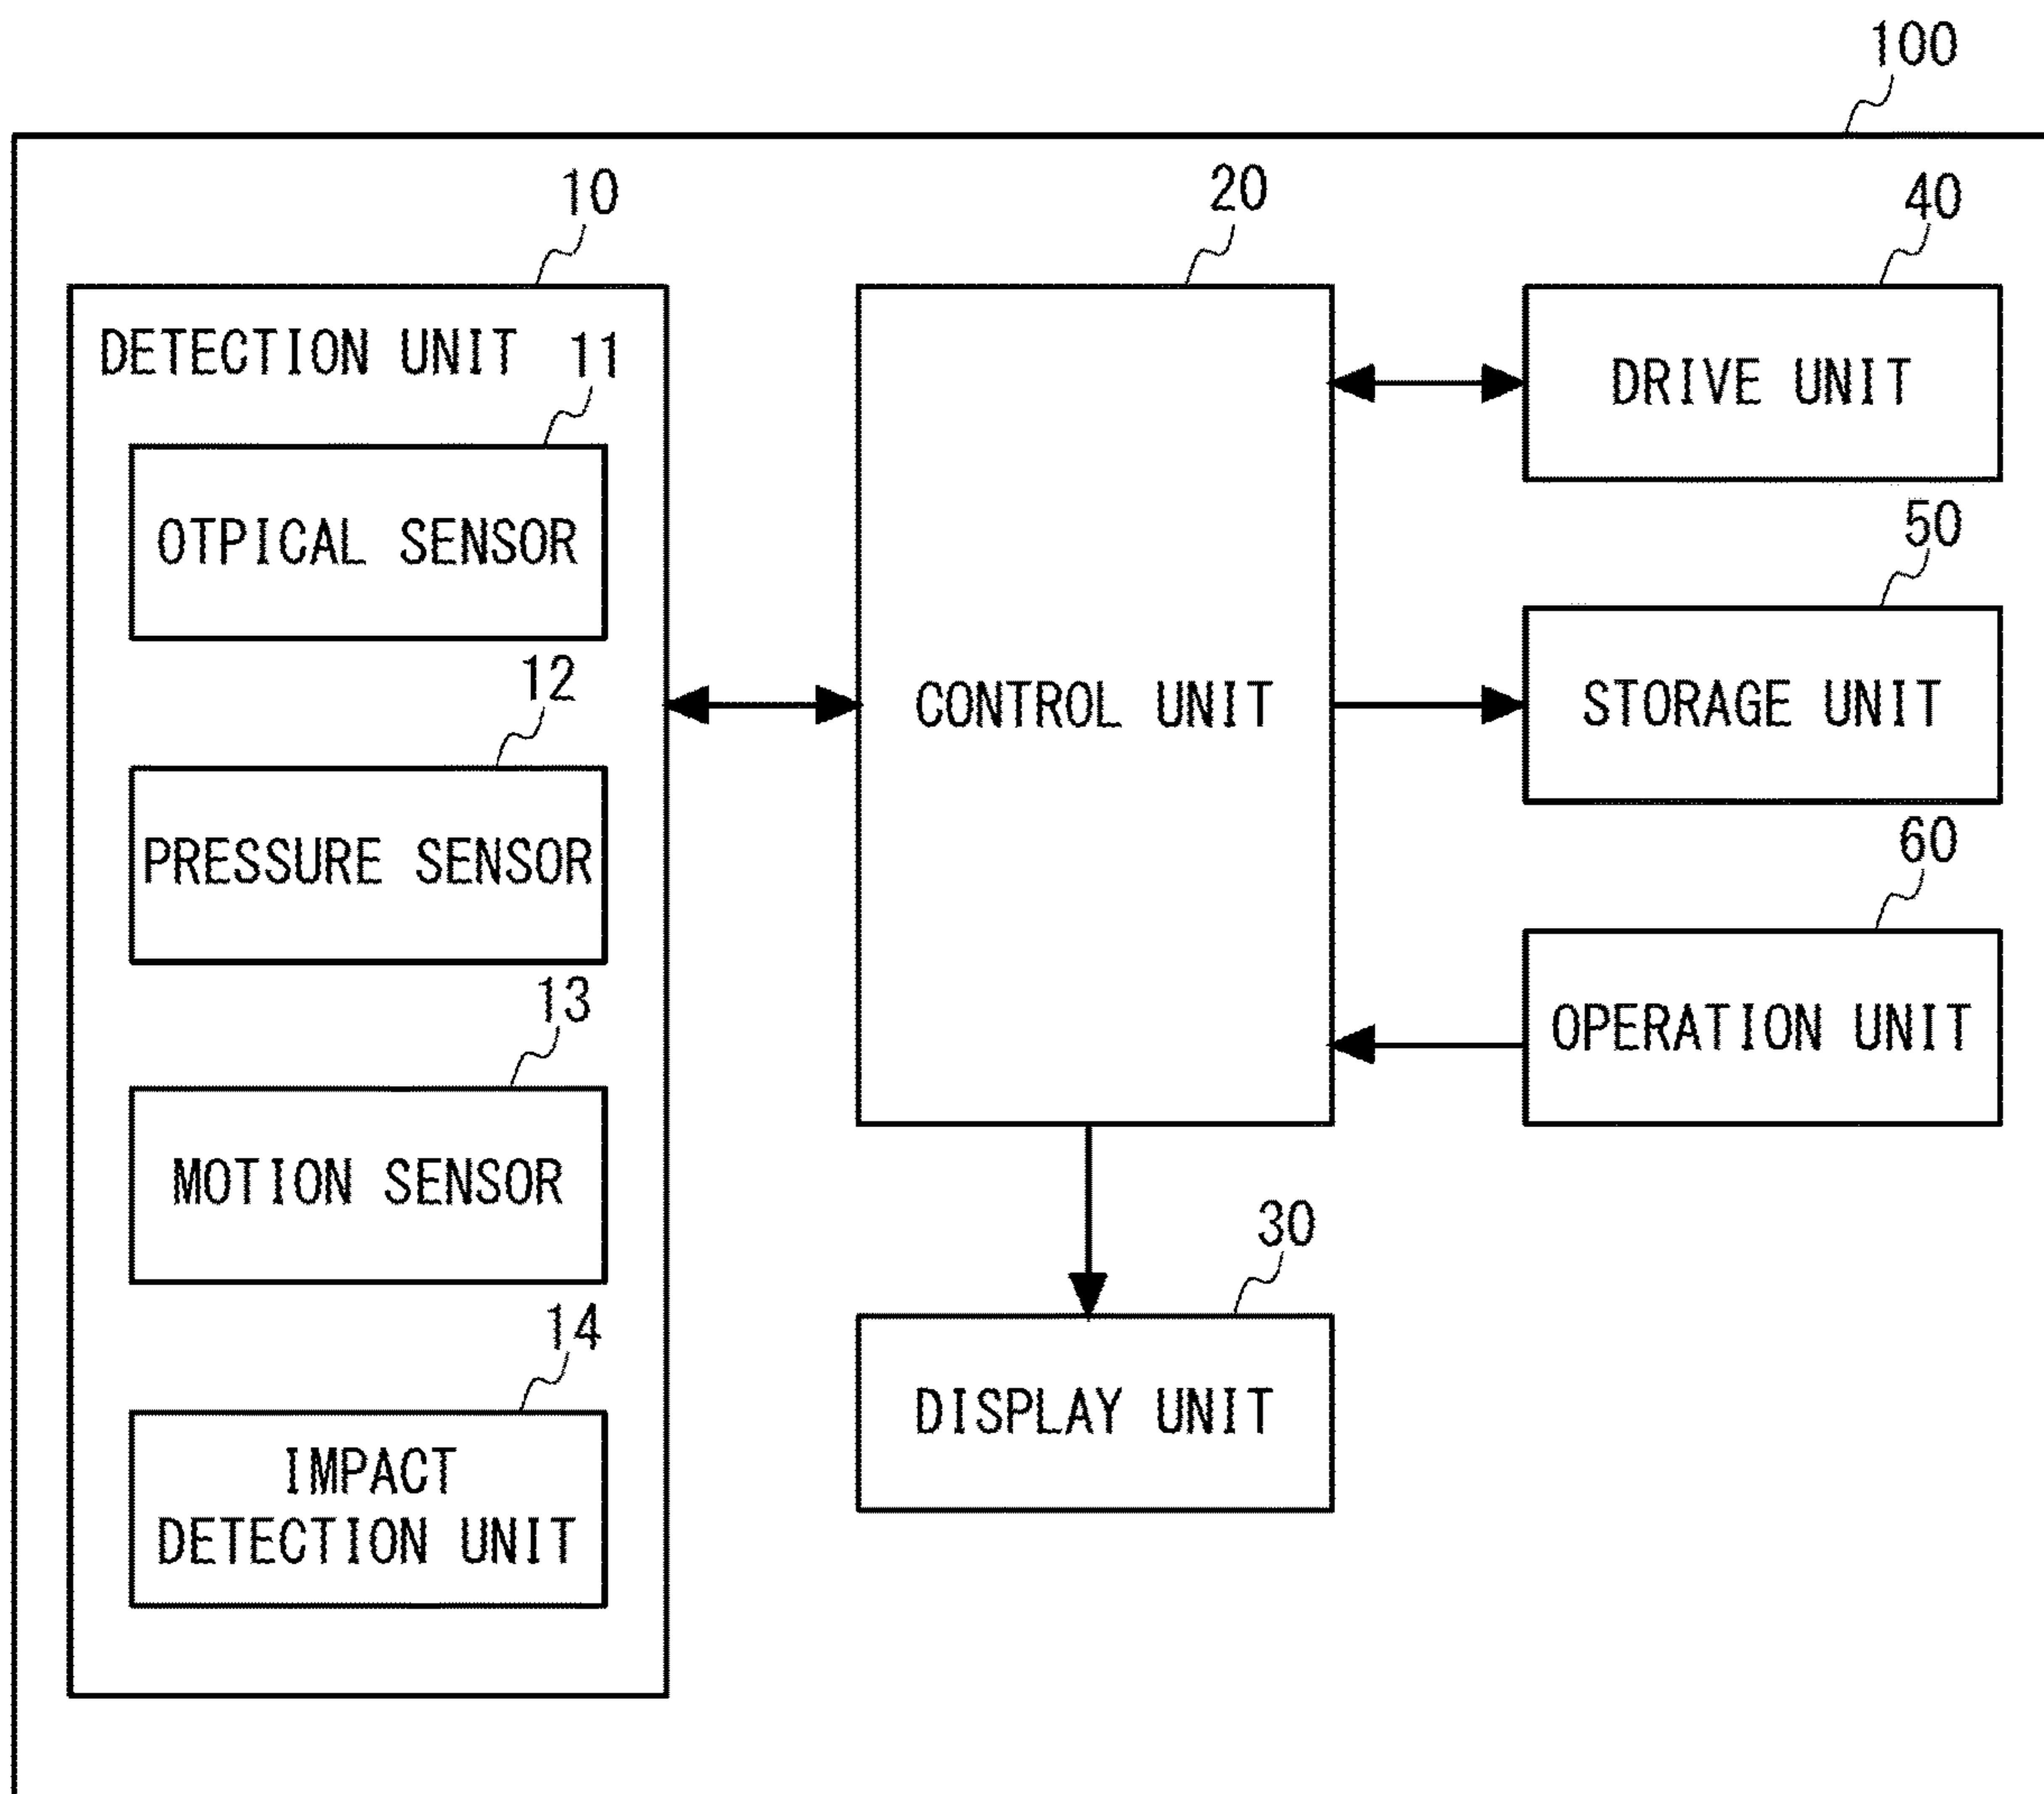 100
10
20
40
DETECTION UNIT
11
DRIVE UNIT
OTPICAL SENSOR
50
12
CONTROL UNIT
STORAGE UNIT
PRESSURE SENSOR
60
13
OPERATION UNIT
MOTION SENSOR
30
14
DISPLAY UNIT
IMPACT
DETECTION UNIT